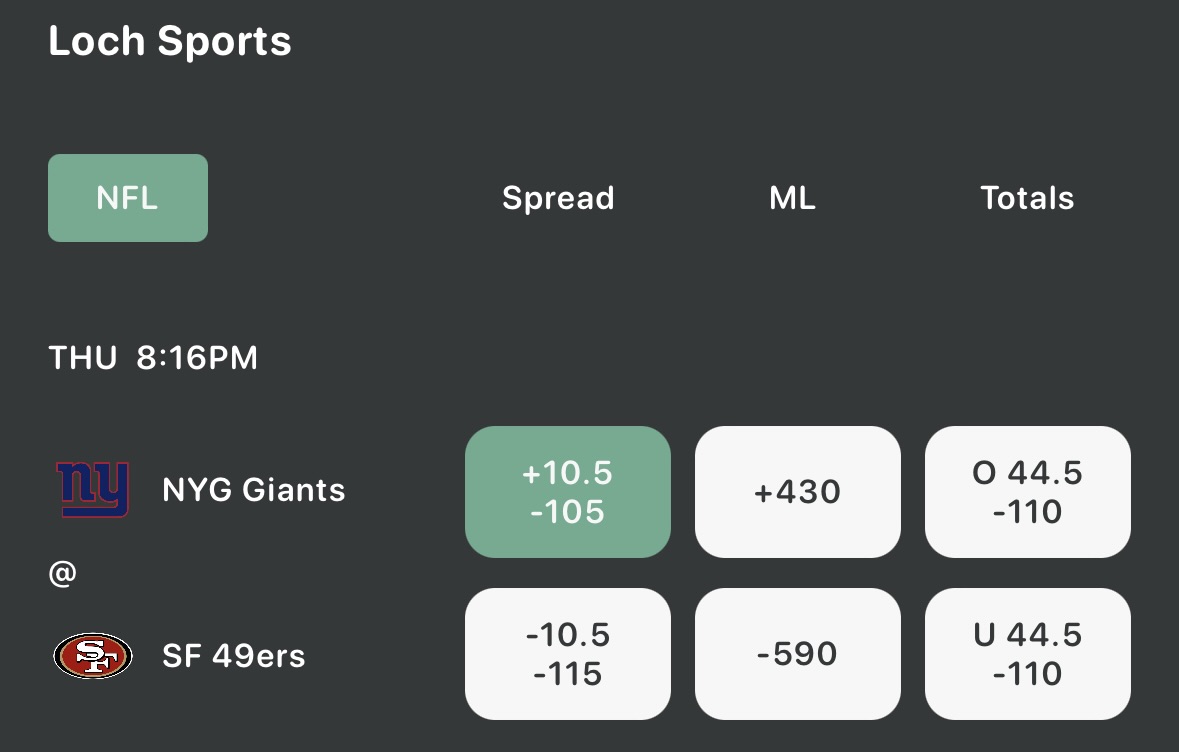 Loch Sports
NFL Spread ML Totals
THU 8:16PM
ny NYG Giants
+10.5
-105
+430
O 44.5
-110
@
SF SF 49ers
-10.5
-115
-590
U 44.5
-110